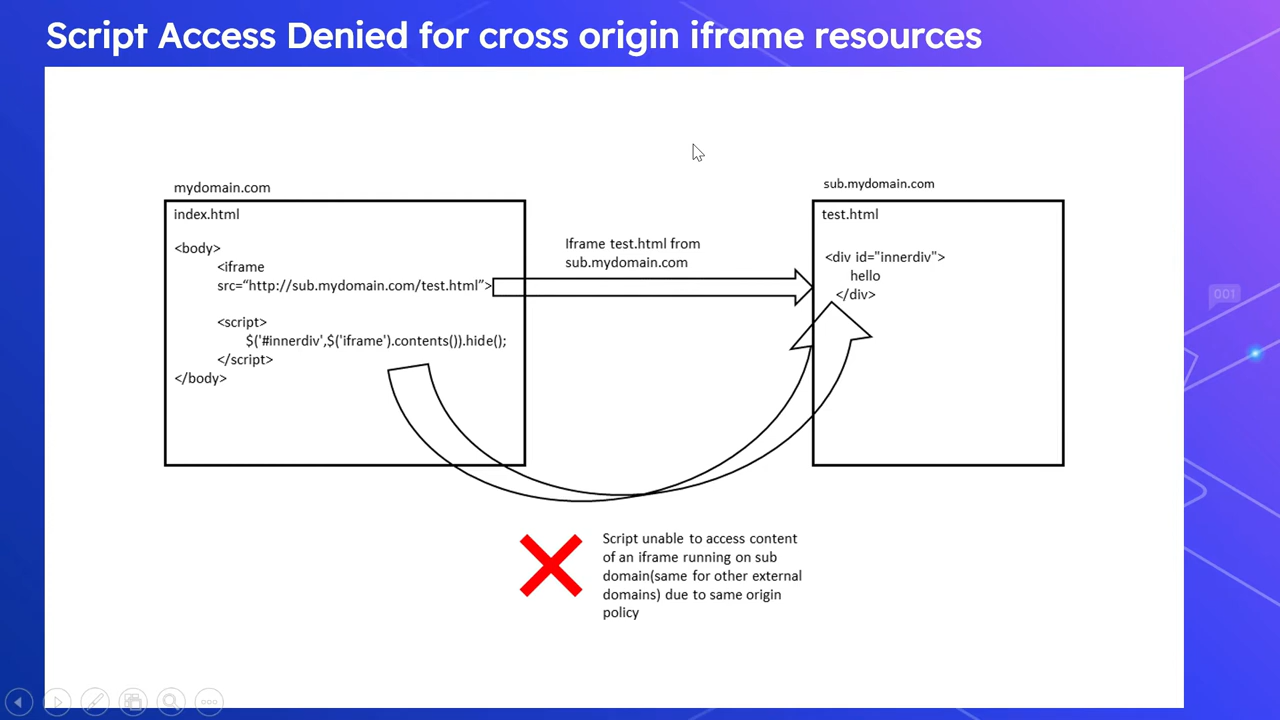 Script Access Denied for cross origin iframe resources
mydomain.com
index.html
<body>
<iframe
src=“http://sub.mydomain.com/test.html”>
<script>
$('#innerdiv',$('iframe').contents()).hide();
</script>
</body>
Iframe test.html from
sub.mydomain.com
sub.mydomain.com
test.html
<div id="innerdiv">
hello
</div>
Script unable to access content
of an iframe running on sub
domain(same for other external
domains) due to same origin
policy
001